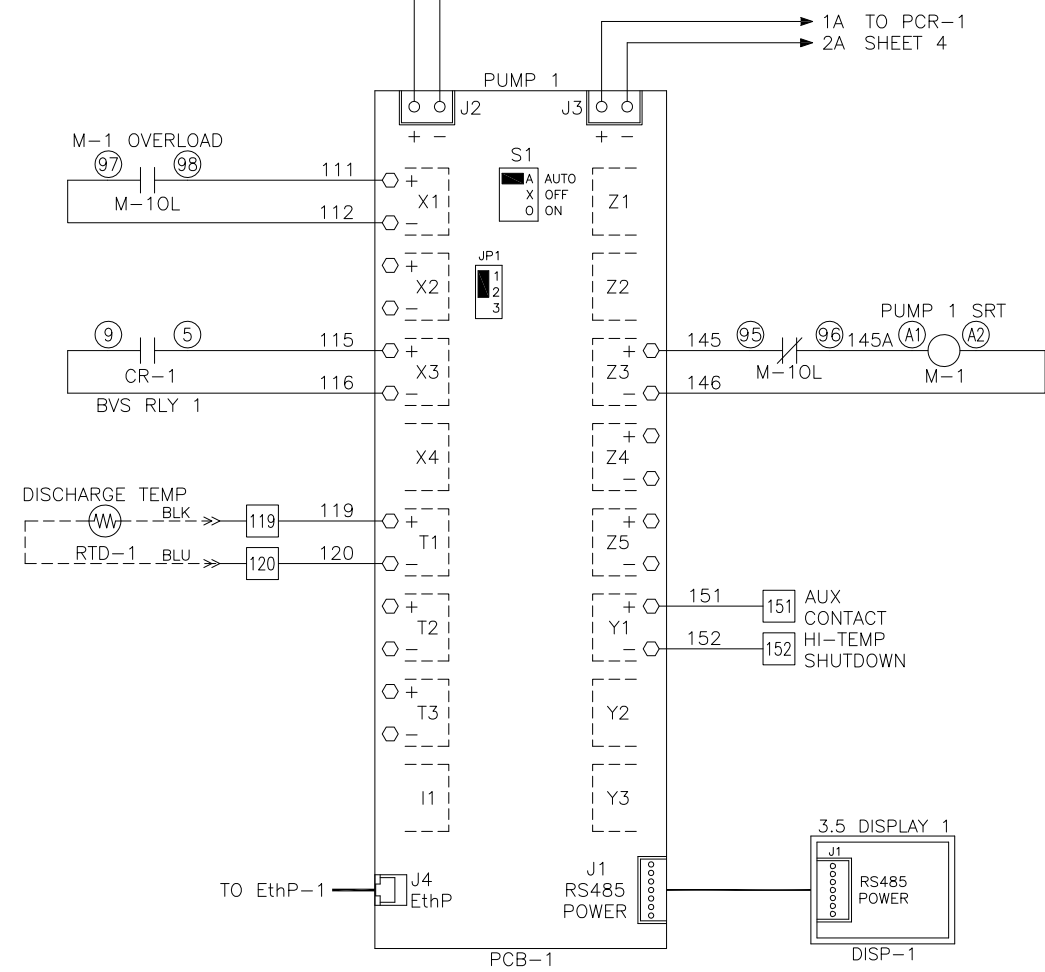 1A TO PCR-1
2A SHEET 4
PUMP 1
J2
J3
+ −
+ −
M-1 OVERLOAD
97 98
M-1OL
111
112
+
X1
−
S1
A AUTO
X OFF
O ON
Z1
+
X2
−
JP1
1
2
3
Z2
9 5
CR-1
BVS RLY 1
115
116
+
X3
−
+
Z3
−
145
146
95 96
M-1OL
145A
PUMP 1 SRT
A1 A2
M-1
X4
+
Z4
−
DISCHARGE TEMP
BLK
RTD-1
BLU
119
120
119
120
+
T1
−
+
Z5
−
+
T2
−
+
Y1
−
151
152
151
152
AUX
CONTACT
HI-TEMP
SHUTDOWN
+
T3
−
Y2
I1
Y3
TO EthP-1
J4
EthP
J1
RS485
POWER
3.5 DISPLAY 1
J1
RS485
POWER
DISP-1
PCB-1